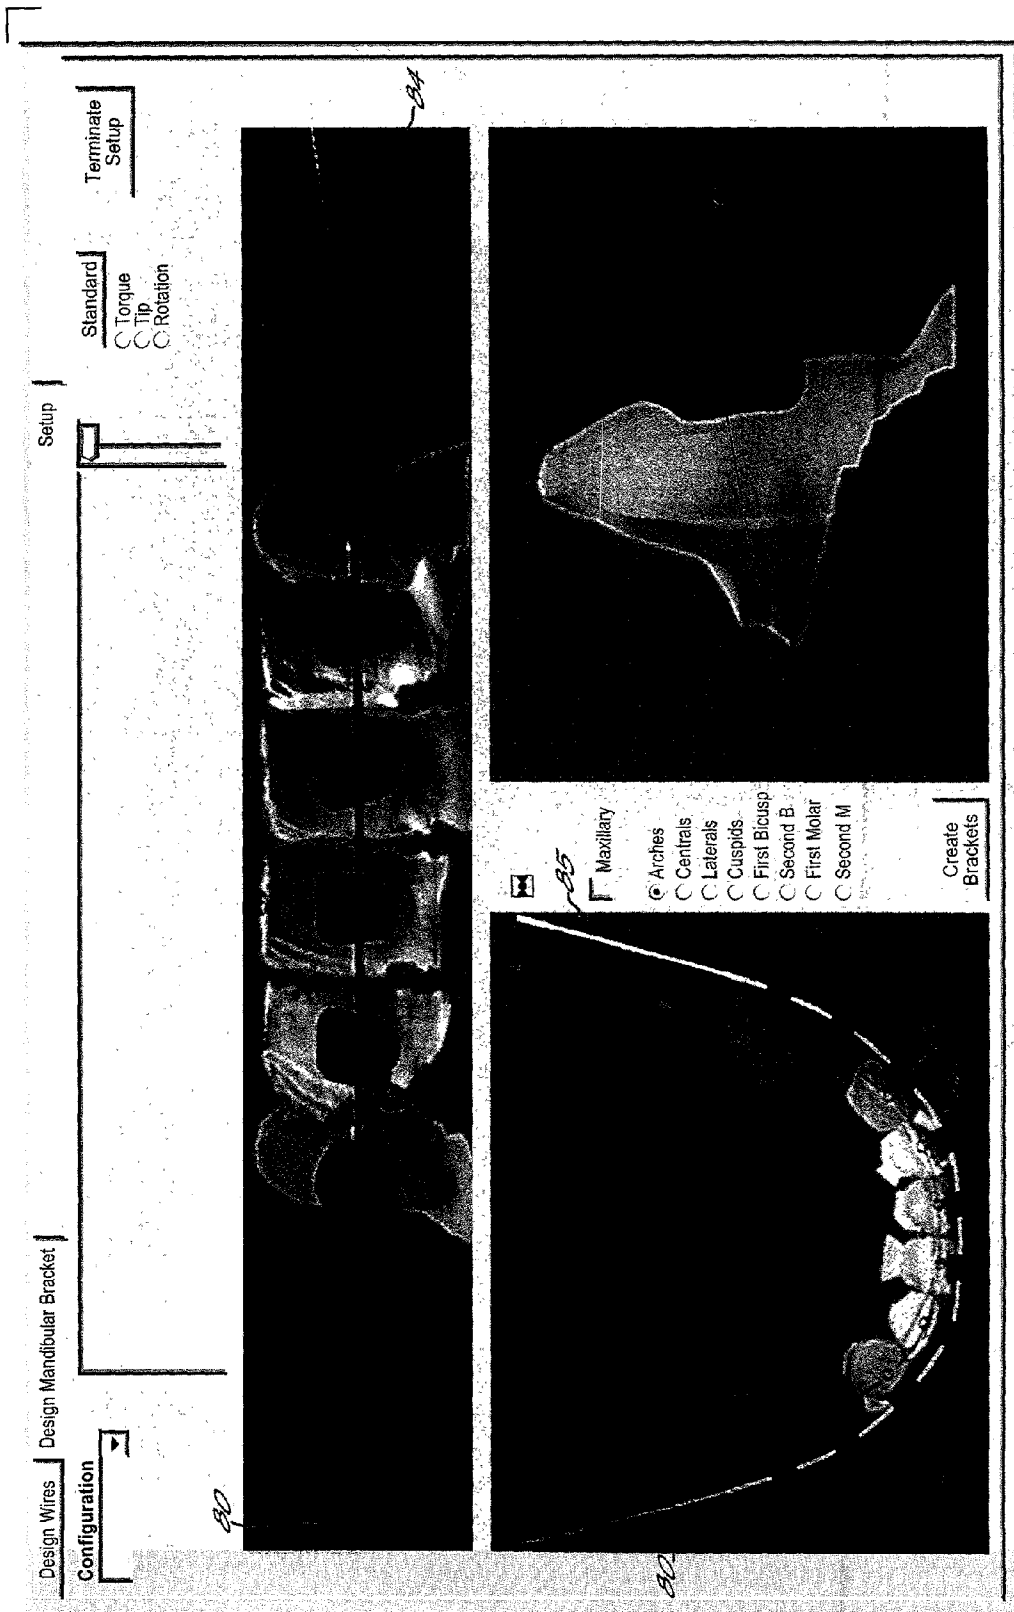 Design Wires
Design Mandibular Bracket
Setup
Configuration
Standard
Torque
Tip
Rotation
Terminate
Setup
80
84
80
85
Maxillary
Arches
Centrals
Laterals
Cuspids
First Bicusp
Second B
First Molar
Second M
Create
Brackets